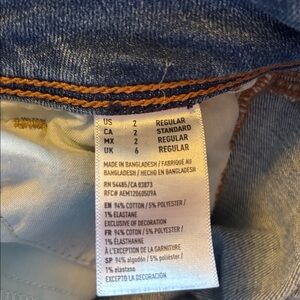 US 2 REGULAR
CA 2 STANDARD
MX 2 REGULAR
UK 6 REGULAR
MADE IN BANGLADESH / FABRIQUÉ AU
BANGLADESH / HECHO EN BANGLADESH
RN 54485/CA 03873
RFC# AEM12060509A
EN 94% COTTON / 5% POLYESTER /
1% ELASTANE
EXCLUSIVE OF DECORATION
FR 94% COTON / 5% POLYESTER /
1% ÉLASTHANNE
À L'EXCEPTION DE LA GARNITURE
SP 94% algodón / 5% poliéster /
1% elastano
EXCEPTO LA DECORACIÓN